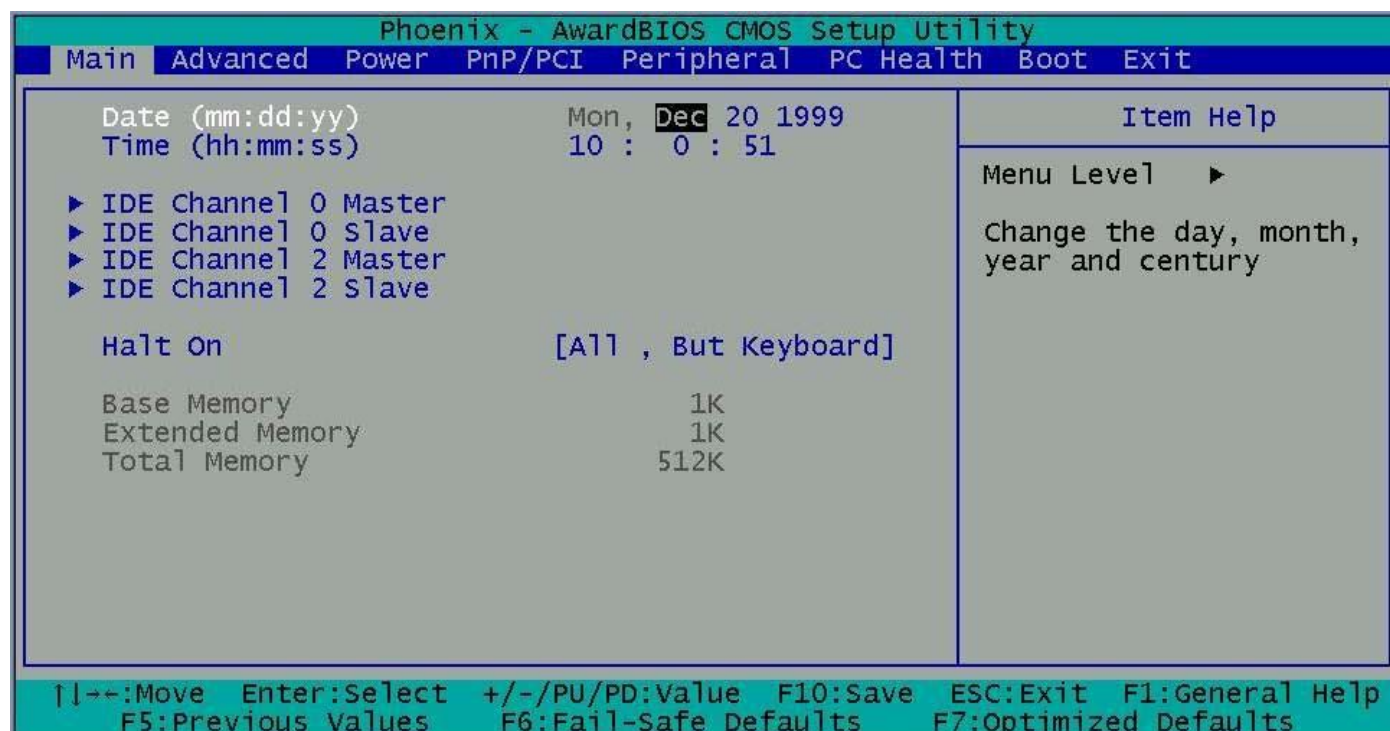 Phoenix - AwardBIOS CMOS Setup Utility
Main Advanced Power PnP/PCI Peripheral PC Health Boot Exit
Date (mm:dd:yy) Mon, Dec 20 1999
Time (hh:mm:ss) 10 : 0 : 51
▶ IDE Channel 0 Master
▶ IDE Channel 0 Slave
▶ IDE Channel 2 Master
▶ IDE Channel 2 Slave
Halt On [All , But Keyboard]
Base Memory 1K
Extended Memory 1K
Total Memory 512K
Item Help
Menu Level ▶
Change the day, month,
year and century
↑↓→←:Move Enter:Select +/-/PU/PD:Value F10:Save ESC:Exit F1:General Help
F5:Previous Values F6:Fail-Safe Defaults F7:Optimized Defaults